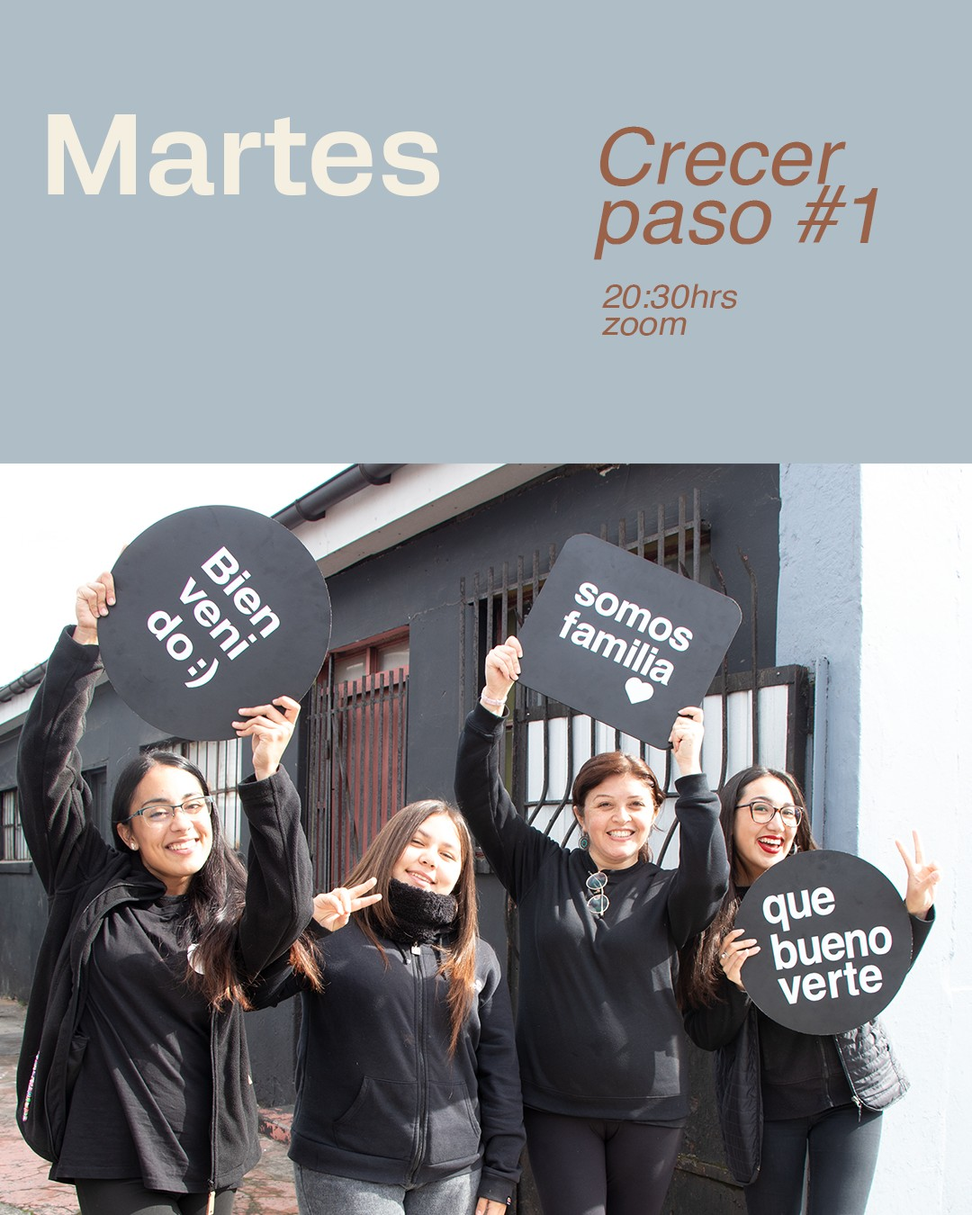 Martes
Crecer
paso #1
20:30hrs
zoom
Bien
veni
do :)
somos
familia
que
bueno
verte